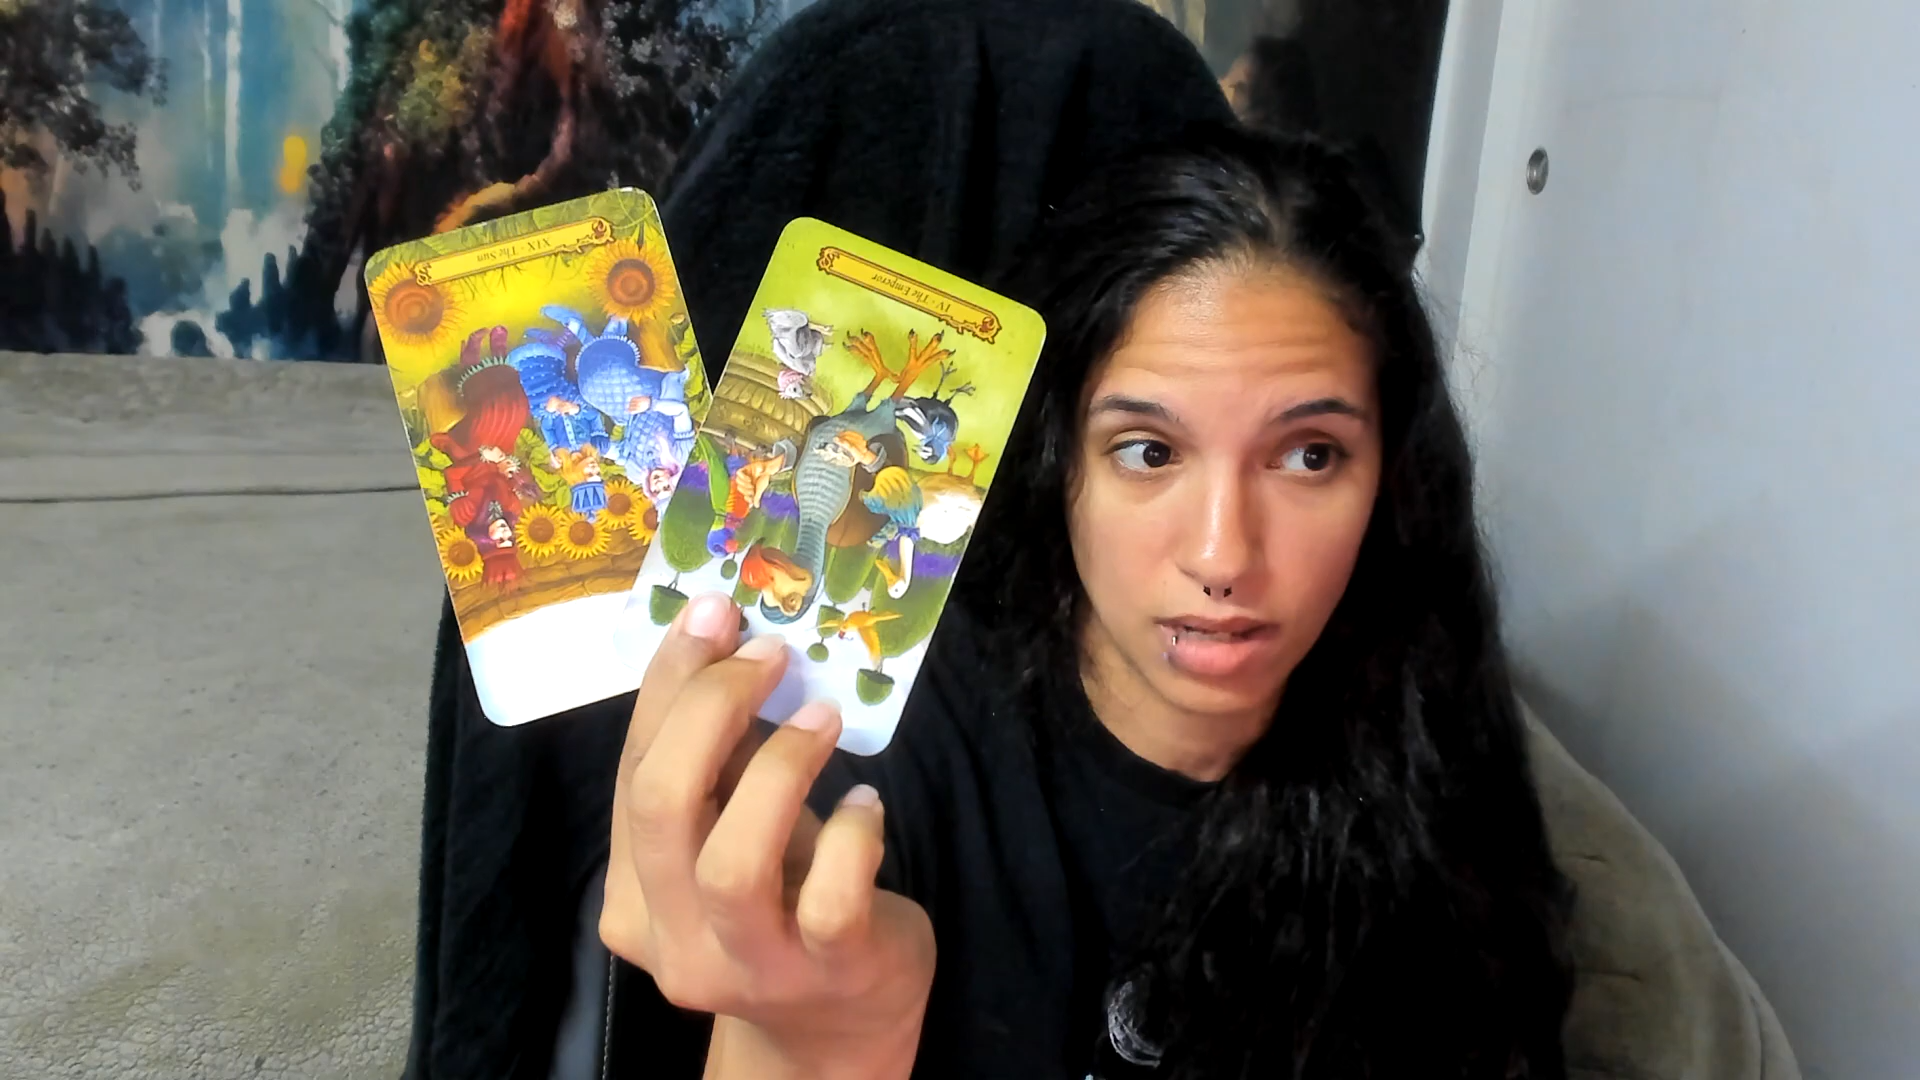 XIX · The Sun
IV · The Emperor